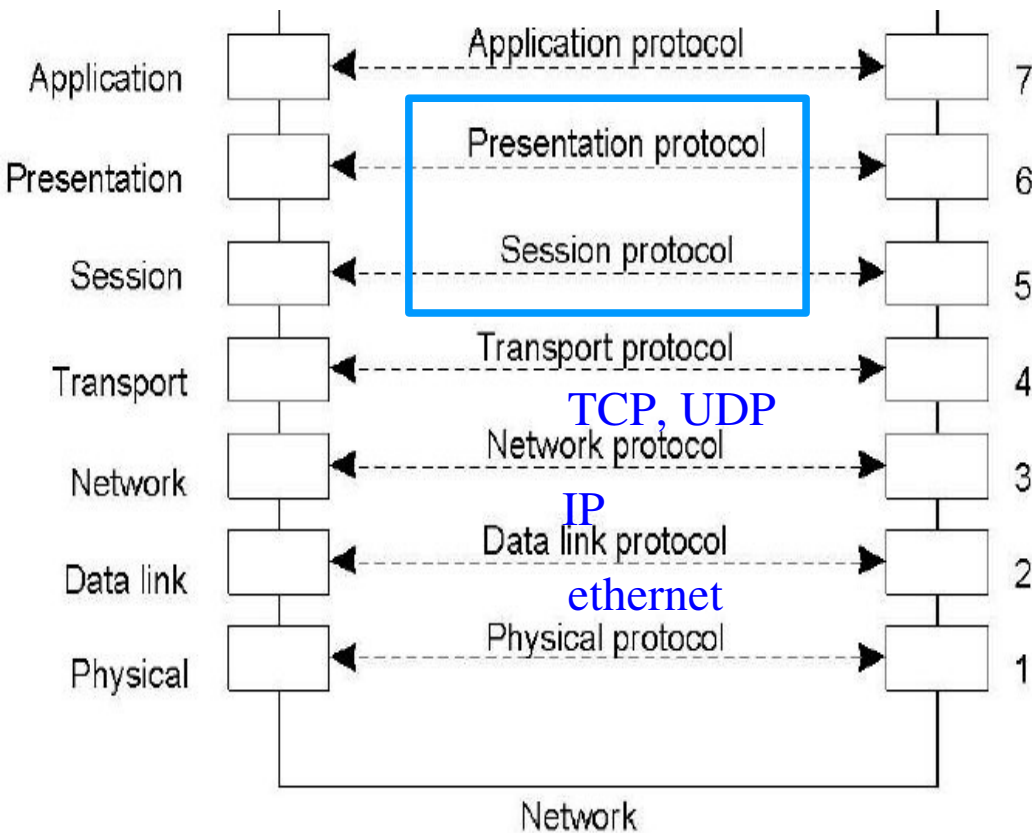 Application Application protocol 7
Presentation Presentation protocol 6
Session Session protocol 5
Transport Transport protocol 4
TCP, UDP
Network Network protocol 3
IP
Data link Data link protocol 2
ethernet
Physical Physical protocol 1
Network